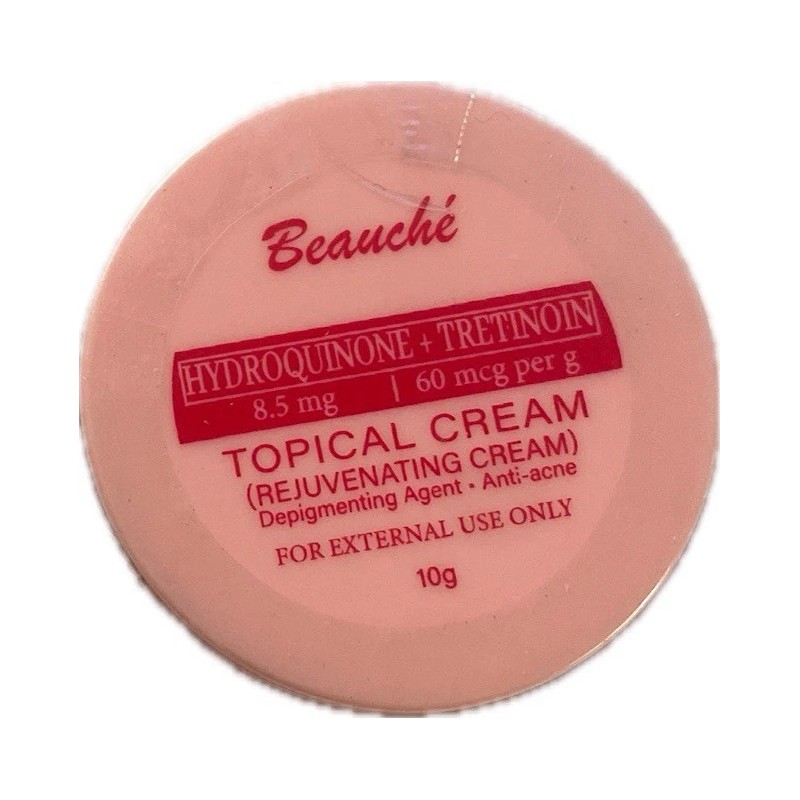 Beauché
HYDROQUINONE + TRETINOIN
8.5 mg | 60 mcg per g
TOPICAL CREAM
(REJUVENATING CREAM)
Depigmenting Agent • Anti-acne
FOR EXTERNAL USE ONLY
10g